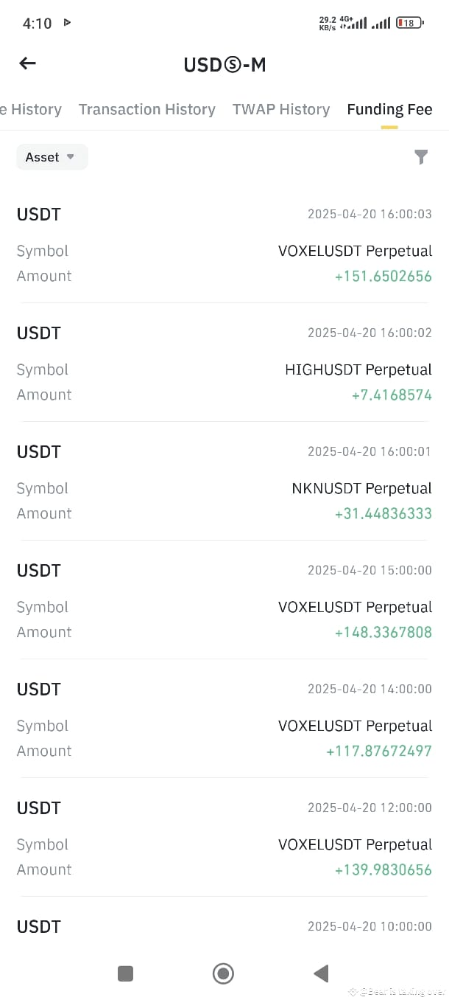 4:10
29.2 KB/s 4G+ 18
USDⓈ-M
e History Transaction History TWAP History Funding Fee
Asset
USDT 2025-04-20 16:00:03
Symbol VOXELUSDT Perpetual
Amount +151.6502656
USDT 2025-04-20 16:00:02
Symbol HIGHUSDT Perpetual
Amount +7.4168574
USDT 2025-04-20 16:00:01
Symbol NKNUSDT Perpetual
Amount +31.44836333
USDT 2025-04-20 15:00:00
Symbol VOXELUSDT Perpetual
Amount +148.3367808
USDT 2025-04-20 14:00:00
Symbol VOXELUSDT Perpetual
Amount +117.87672497
USDT 2025-04-20 12:00:00
Symbol VOXELUSDT Perpetual
Amount +139.9830656
USDT 2025-04-20 10:00:00
@Bear is taking over